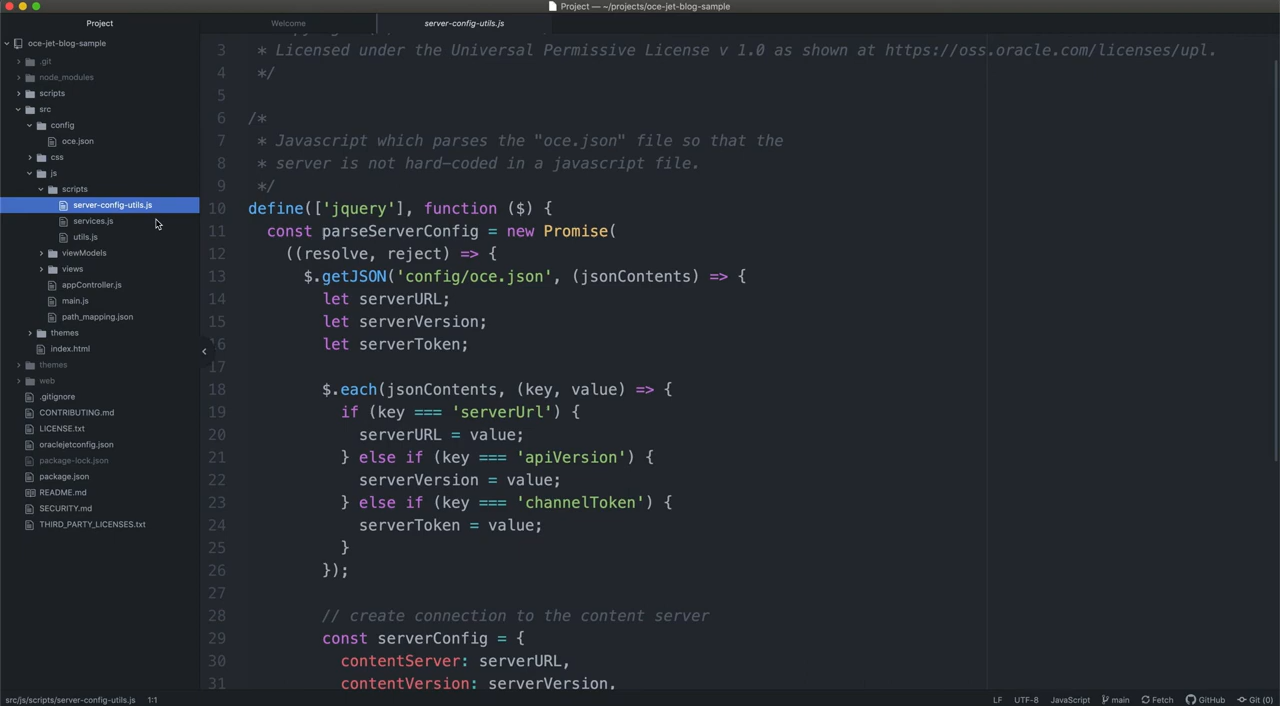 Project — ~/projects/oce-jet-blog-sample
Project
Welcome
server-config-utils.js
oce-jet-blog-sample
.git
node_modules
scripts
src
config
oce.json
css
js
scripts
server-config-utils.js
services.js
utils.js
viewModels
views
appController.js
main.js
path_mapping.json
themes
index.html
themes
web
.gitignore
CONTRIBUTING.md
LICENSE.txt
oraclejetconfig.json
package-lock.json
package.json
README.md
SECURITY.md
THIRD_PARTY_LICENSES.txt
3 * Licensed under the Universal Permissive License v 1.0 as shown at https://oss.oracle.com/licenses/upl.
4 */
5
6 /*
7 * Javascript which parses the "oce.json" file so that the
8 * server is not hard-coded in a javascript file.
9 */
10 define(['jquery'], function ($) {
11 const parseServerConfig = new Promise(
12 ((resolve, reject) => {
13 $.getJSON('config/oce.json', (jsonContents) => {
14 let serverURL;
15 let serverVersion;
16 let serverToken;
17
18 $.each(jsonContents, (key, value) => {
19 if (key === 'serverUrl') {
20 serverURL = value;
21 } else if (key === 'apiVersion') {
22 serverVersion = value;
23 } else if (key === 'channelToken') {
24 serverToken = value;
25 }
26 });
27
28 // create connection to the content server
29 const serverConfig = {
30 contentServer: serverURL,
31 contentVersion: serverVersion,
src/js/scripts/server-config-utils.js 1:1
LF UTF-8 JavaScript main Fetch GitHub Git (0)